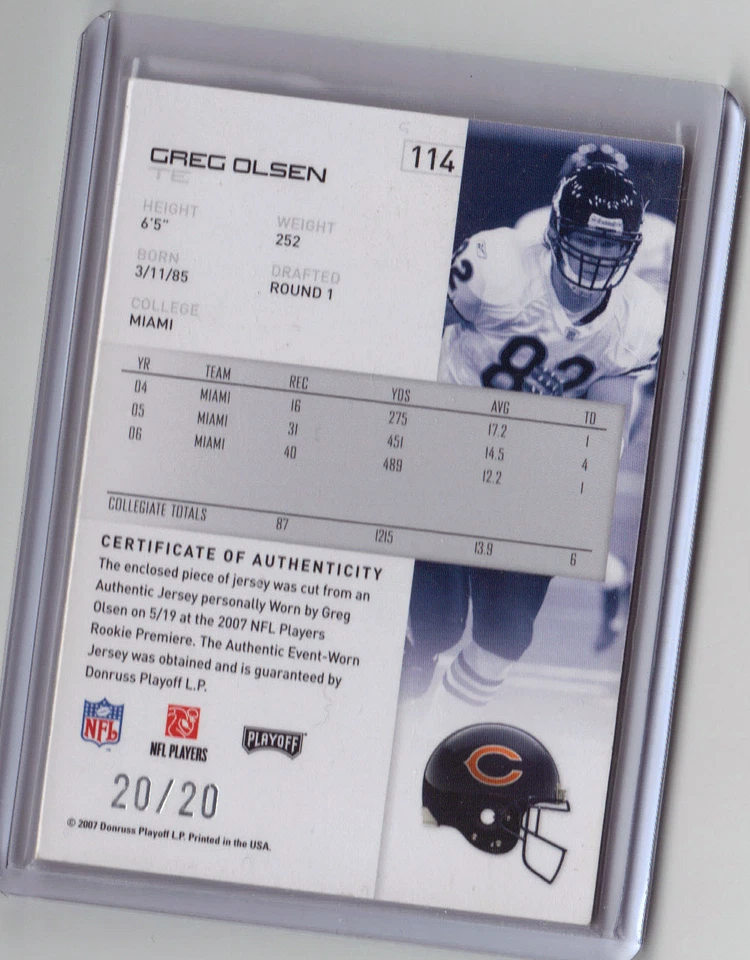 GREG OLSEN
TE
114
HEIGHT
6'5"
WEIGHT
252
BORN
3/11/85
DRAFTED
ROUND 1
COLLEGE
MIAMI
82
82
YR TEAM REC YDS AVG TD
04 MIAMI 16 275 17.2 1
05 MIAMI 31 451 14.5 4
06 MIAMI 40 489 12.2 1
COLLEGIATE TOTALS 87 1215 13.9 6
CERTIFICATE OF AUTHENTICITY
The enclosed piece of jersey was cut from an
Authentic Jersey personally Worn by Greg
Olsen on 5/19 at the 2007 NFL Players
Rookie Premiere. The Authentic Event-Worn
Jersey was obtained and is guaranteed by
Donruss Playoff L.P.
NFL
NFL PLAYERS
PLAYOFF
20/20
© 2007 Donruss Playoff L.P. Printed in the USA.
C